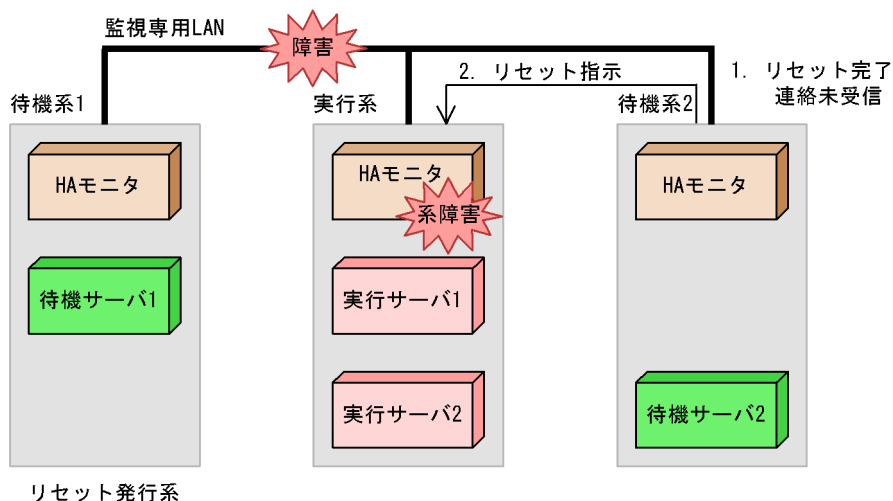 監視専用LAN
障害
2. リセット指示
1. リセット完了
連絡未受信
待機系1
実行系
待機系2
HAモニタ
HAモニタ
HAモニタ
系障害
待機サーバ1
実行サーバ1
実行サーバ2
待機サーバ2
リセット発行系